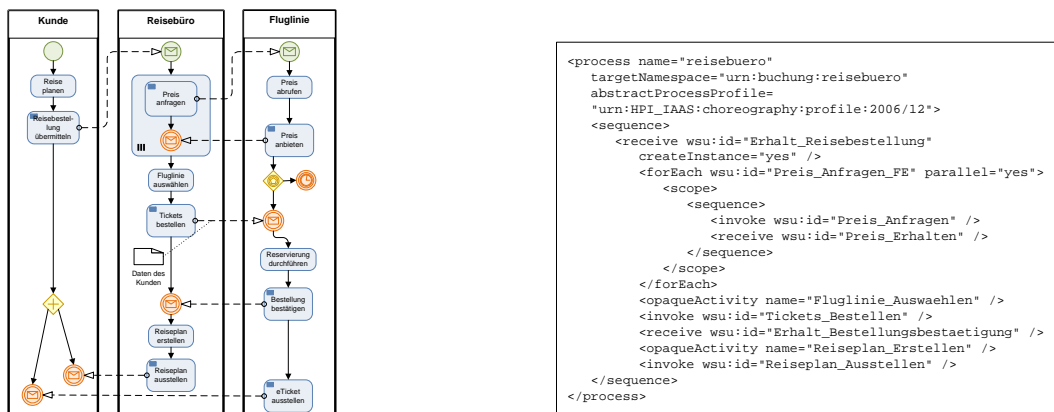 Kunde
Reisebüro
Fluglinie
Reise
planen
Reisebestel-
lung
übermitteln
Preis
anfragen
Fluglinie
auswählen
Tickets
bestellen
Daten des
Kunden
Reiseplan
erstellen
Reiseplan
ausstellen
Preis
abrufen
Preis
anbieten
Reservierung
durchführen
Bestellung
bestätigen
eTicket
ausstellen
<process name="reisebuero"
targetNamespace="urn:buchung:reisebuero"
abstractProcessProfile=
"urn:HPI_IAAS:choreography:profile:2006/12">
<sequence>
<receive wsu:id="Erhalt_Reisebestellung"
createInstance="yes" />
<forEach wsu:id="Preis_Anfragen_FE" parallel="yes">
<scope>
<sequence>
<invoke wsu:id="Preis_Anfragen" />
<receive wsu:id="Preis_Erhalten" />
</sequence>
</scope>
</forEach>
<opaqueActivity name="Fluglinie_Auswaehlen" />
<invoke wsu:id="Tickets_Bestellen" />
<receive wsu:id="Erhalt_Bestellungsbestaetigung" />
<opaqueActivity name="Reiseplan_Erstellen" />
<invoke wsu:id="Reiseplan_Ausstellen" />
</sequence>
</process>